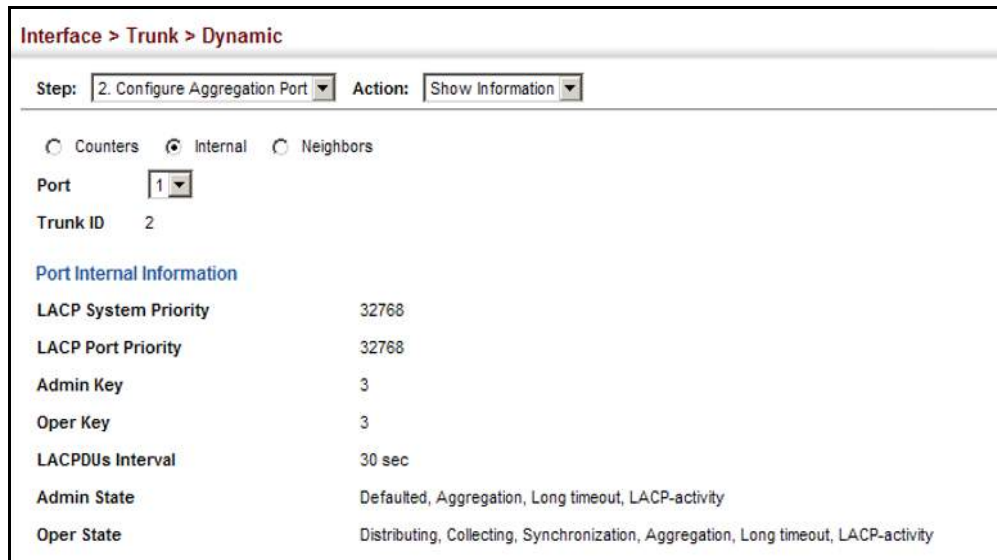 Interface > Trunk > Dynamic
Step: 2. Configure Aggregation Port Action: Show Information
Counters Internal Neighbors
Port 1
Trunk ID 2
Port Internal Information
LACP System Priority 32768
LACP Port Priority 32768
Admin Key 3
Oper Key 3
LACPDUs Interval 30 sec
Admin State Defaulted, Aggregation, Long timeout, LACP-activity
Oper State Distributing, Collecting, Synchronization, Aggregation, Long timeout, LACP-activity